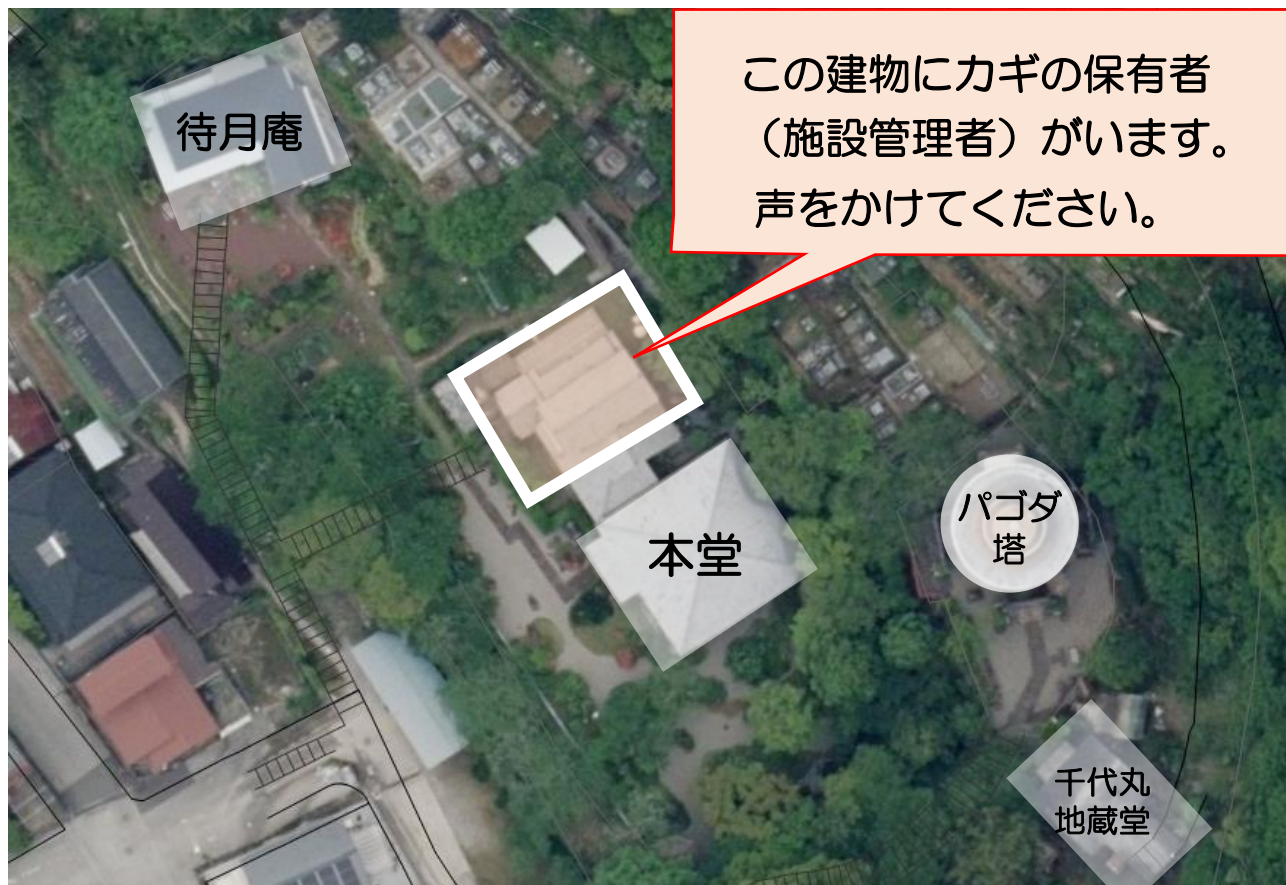 この建物にカギの保有者
（施設管理者）がいます。
声をかけてください。
待月庵
本堂
パゴダ
塔
千代丸
地蔵堂